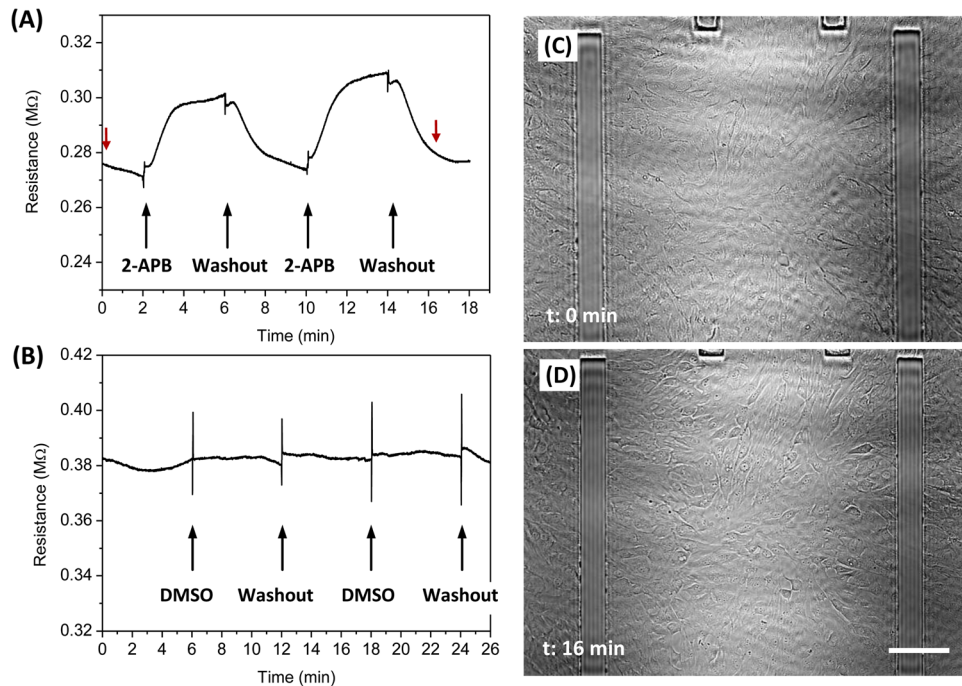 (A)
0.32
0.30
0.28
0.26
0.24
Resistance (MΩ)
2-APB Washout 2-APB Washout
0 2 4 6 8 10 12 14 16 18
Time (min)
(B)
0.42
0.40
0.38
0.36
0.34
0.32
Resistance (MΩ)
DMSO Washout DMSO Washout
0 2 4 6 8 10 12 14 16 18 20 22 24 26
Time (min)
(C)
t: 0 min
(D)
t: 16 min